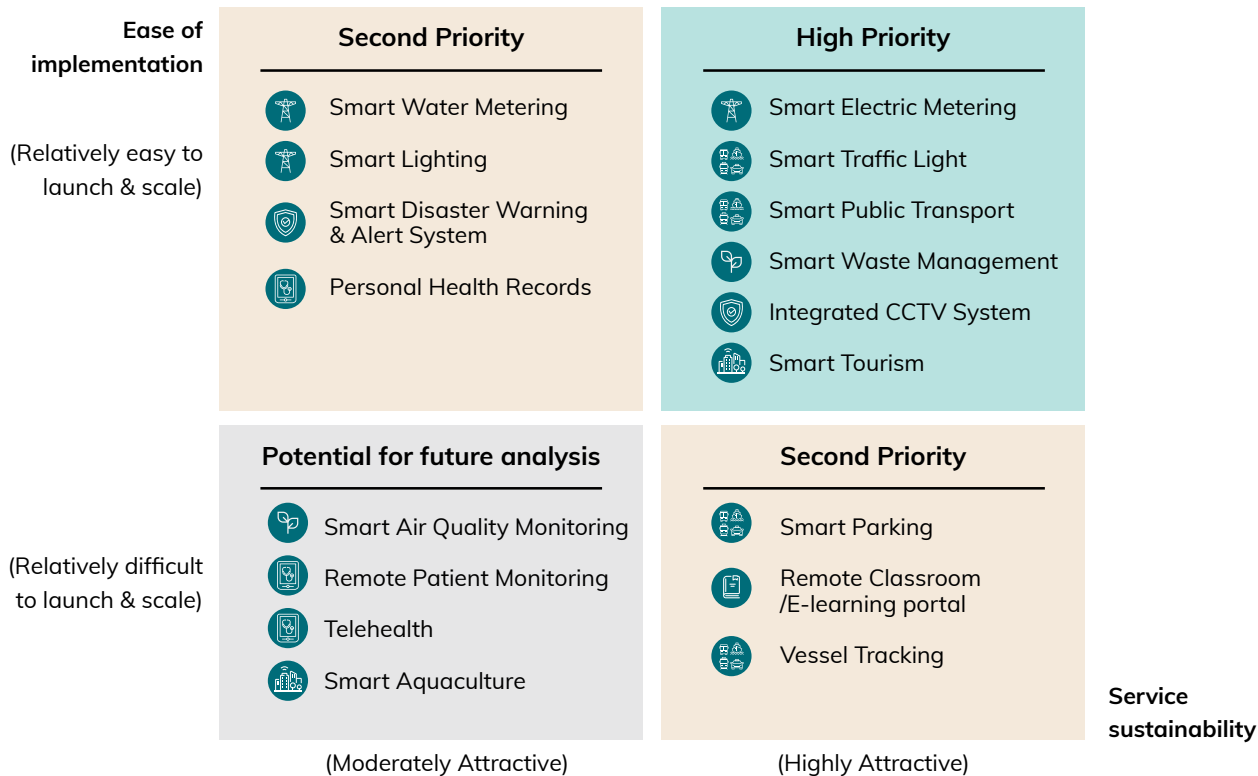 Ease of
implementation
(Relatively easy to
launch & scale)
Second Priority
Smart Water Metering
Smart Lighting
Smart Disaster Warning
& Alert System
Personal Health Records
High Priority
Smart Electric Metering
Smart Traffic Light
Smart Public Transport
Smart Waste Management
Integrated CCTV System
Smart Tourism
(Relatively difficult
to launch & scale)
Potential for future analysis
Smart Air Quality Monitoring
Remote Patient Monitoring
Telehealth
Smart Aquaculture
Second Priority
Smart Parking
Remote Classroom
/E-learning portal
Vessel Tracking
Service
sustainability
(Moderately Attractive)
(Highly Attractive)